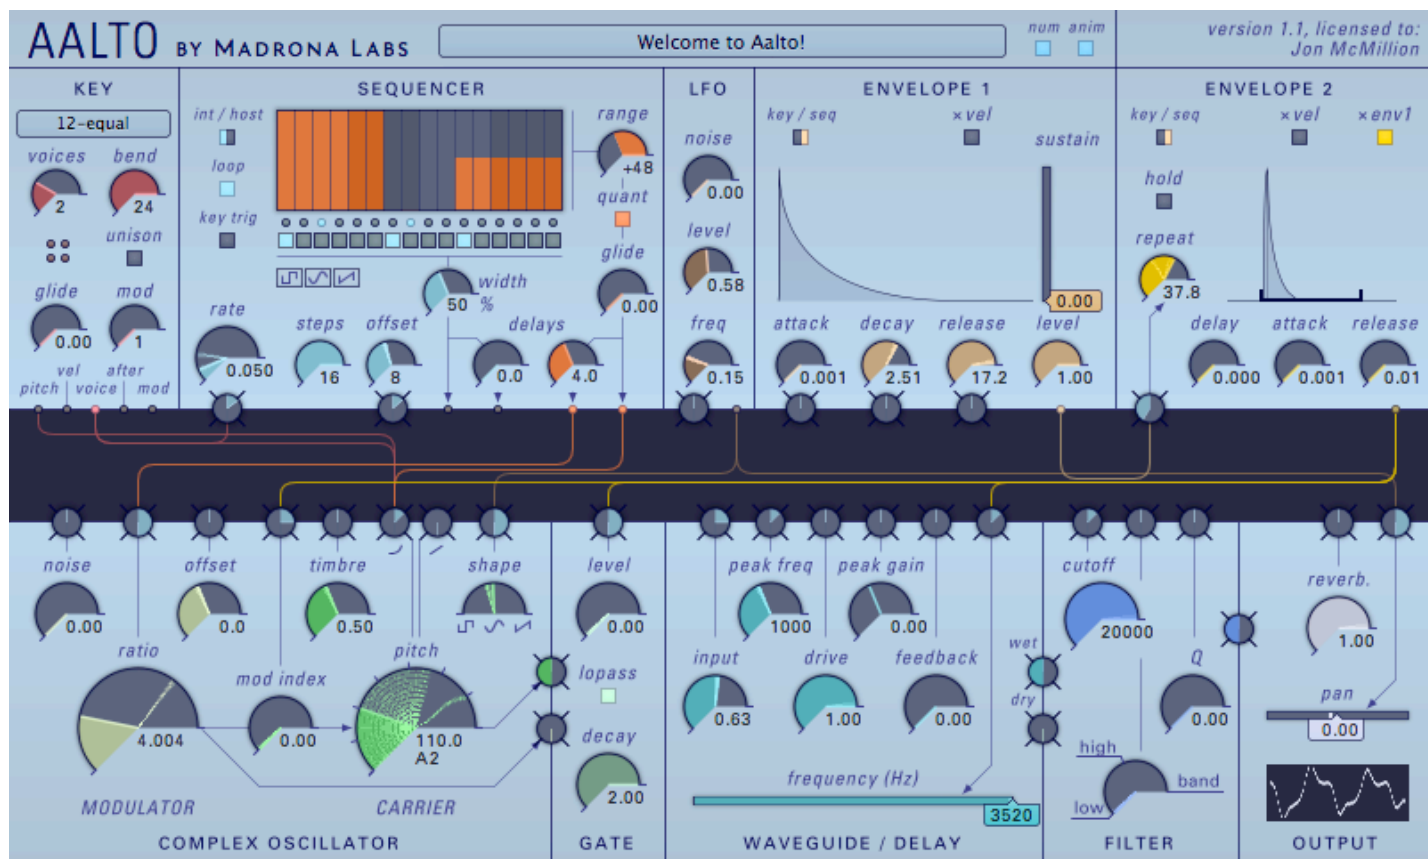 AALTO BY MADRONA LABS
Welcome to Aalto!
num anim
version 1.1, licensed to:
Jon McMillion
KEY
12-equal
voices bend
2 24
unison
glide mod
0.00 1
vel after
pitch voice mod
SEQUENCER
int / host
loop
key trig
range
+48
quant
glide
0.00
width
50 %
rate
0.050
steps offset delays
16 8 0.0 4.0
LFO
noise
0.00
level
0.58
freq
0.15
ENVELOPE 1
key / seq ×vel
sustain
0.00
attack decay release level
0.001 2.51 17.2 1.00
ENVELOPE 2
key / seq ×vel ×env1
hold
repeat
37.8
delay attack release
0.000 0.001 0.01
noise offset timbre shape
0.00 0.0 0.50
ratio mod index pitch
4.004 0.00 110.0
A2
MODULATOR CARRIER
COMPLEX OSCILLATOR
level
0.00
lopass
decay
2.00
GATE
peak freq peak gain
1000 0.00
input drive feedback
0.63 1.00 0.00
wet
dry
frequency (Hz)
3520
WAVEGUIDE / DELAY
cutoff
20000
Q
0.00
high
band
low
FILTER
reverb.
1.00
pan
0.00
OUTPUT